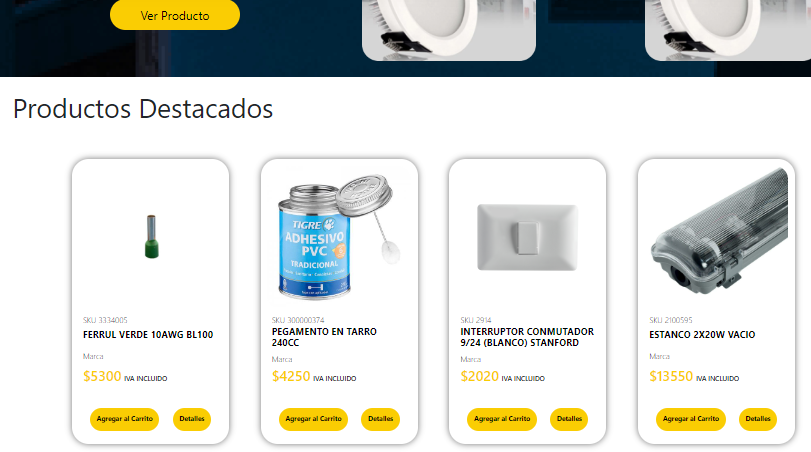 Ver Producto
Productos Destacados
TIGRE
ADHESIVO
PVC
TRADICIONAL
SKU 3334005
FERRUL VERDE 10AWG BL100
Marca
$5300 IVA INCLUIDO
Agregar al Carrito Detalles
SKU 300000374
PEGAMENTO EN TARRO
240CC
Marca
$4250 IVA INCLUIDO
Agregar al Carrito Detalles
SKU 2914
INTERRUPTOR CONMUTADOR
9/24 (BLANCO) STANFORD
Marca
$2020 IVA INCLUIDO
Agregar al Carrito Detalles
SKU 2100595
ESTANCO 2X20W VACIO
Marca
$13550 IVA INCLUIDO
Agregar al Carrito Detalles